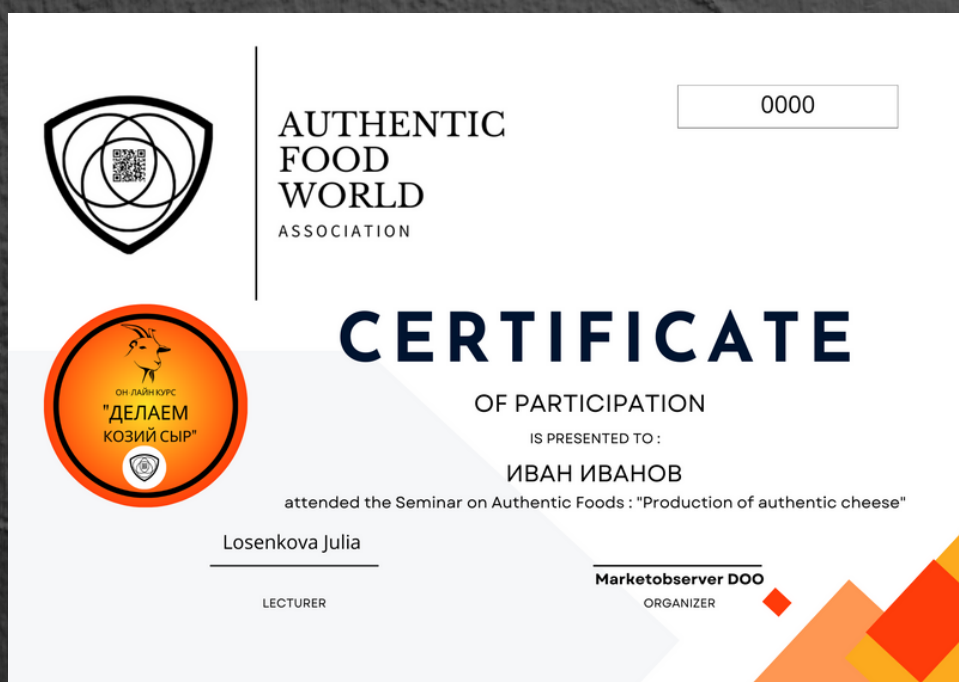 AUTHENTIC
FOOD
WORLD
ASSOCIATION
0000
CERTIFICATE
OF PARTICIPATION
IS PRESENTED TO :
ИВАН ИВАНОВ
attended the Seminar on Authentic Foods : "Production of authentic cheese"
ОН-ЛАЙН КУРС
"ДЕЛАЕМ
КОЗИЙ СЫР"
Losenkova Julia
LECTURER
Marketobserver DOO
ORGANIZER